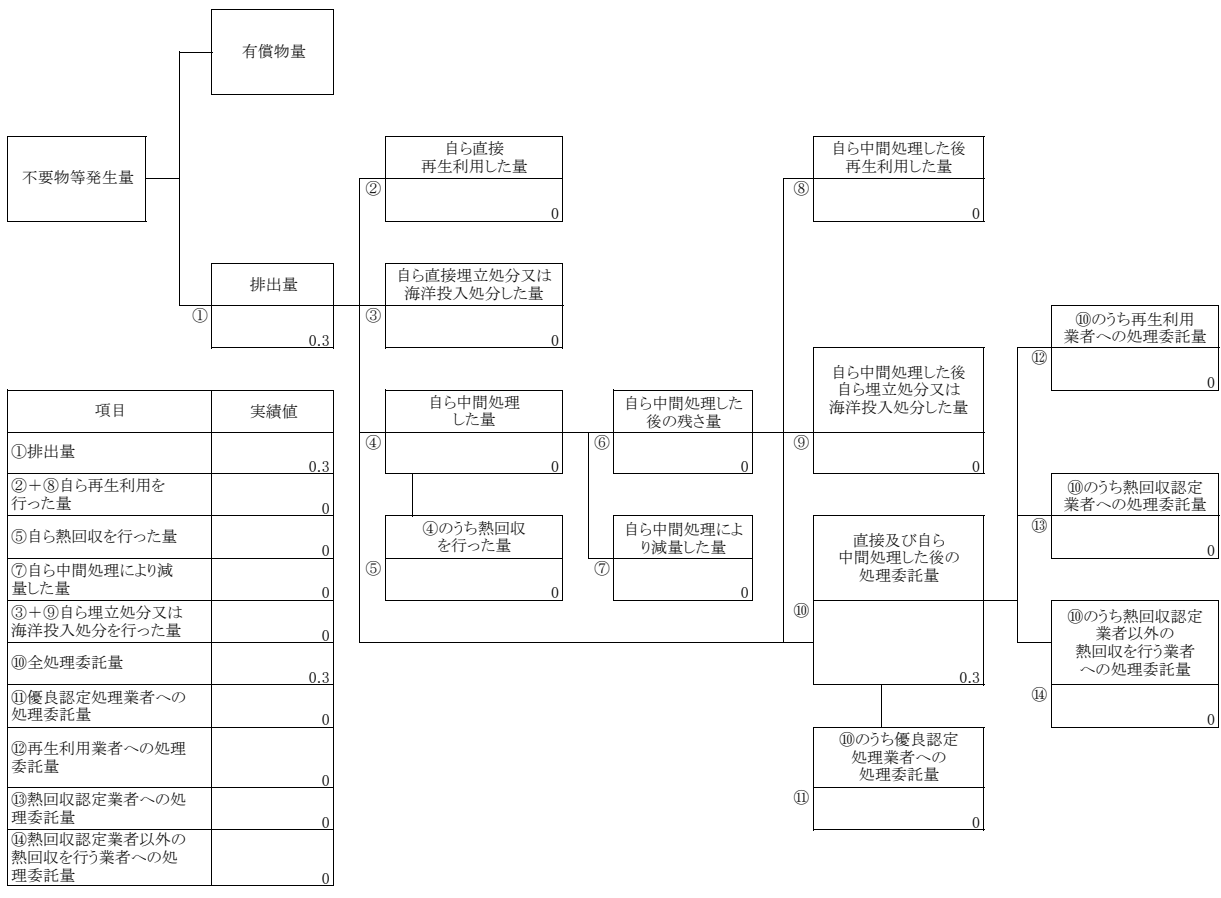 有償物量
不要物等発生量
排出量
①
0.3
自ら直接
再生利用した量
②
0
自ら直接埋立処分又は
海洋投入処分した量
③
0
自ら中間処理
した量
④
0
④のうち熱回収
を行った量
⑤
0
自ら中間処理した
後の残さ量
⑥
0
自ら中間処理によ
り減量した量
⑦
0
自ら中間処理した後
再生利用した量
⑧
0
自ら中間処理した後
自ら埋立処分又は
海洋投入処分した量
⑨
0
直接及び自ら
中間処理した後の
処理委託量
⑩
0.3
⑩のうち優良認定
処理業者への
処理委託量
⑪
0
⑩のうち再生利用
業者への処理委託量
⑫
0
⑩のうち熱回収認定
業者への処理委託量
⑬
0
⑩のうち熱回収認定
業者以外の
熱回収を行う業者
への処理委託量
⑭
0
項目 実績値
①排出量
0.3
②＋⑧自ら再生利用を
行った量
0
⑤自ら熱回収を行った量
0
⑦自ら中間処理により減
量した量
0
③＋⑨自ら埋立処分又は
海洋投入処分を行った量
0
⑩全処理委託量
0.3
⑪優良認定処理業者への
処理委託量
0
⑫再生利用業者への処理
委託量
0
⑬熱回収認定業者への処
理委託量
0
⑭熱回収認定業者以外の
熱回収を行う業者への処
理委託量
0